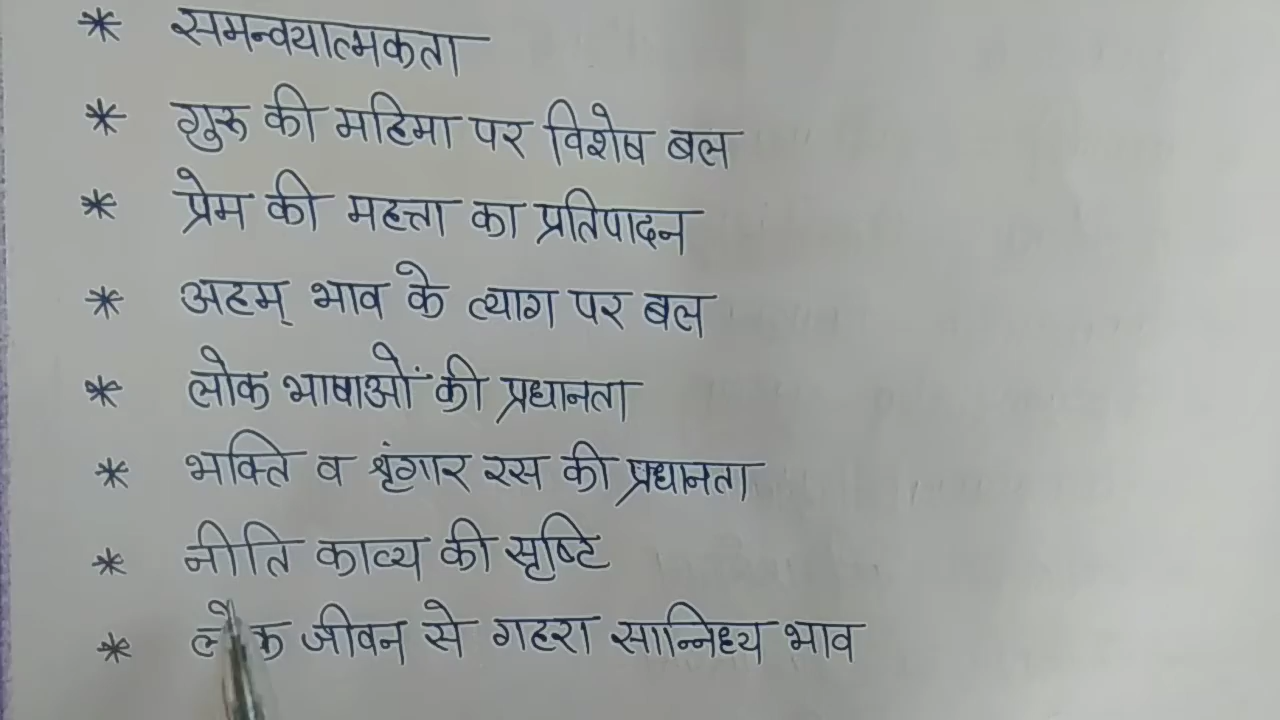 * समन्वयात्मकता
* गुरु की महिमा पर विशेष बल
* प्रेम की महत्ता का प्रतिपादन
* अहम् भाव के त्याग पर बल
* लोक भाषाओं की प्रधानता
* भक्ति व शृंगार रस की प्रधानता
* नीति काव्य की सृष्टि
* लोक जीवन से गहरा सान्निध्य भाव